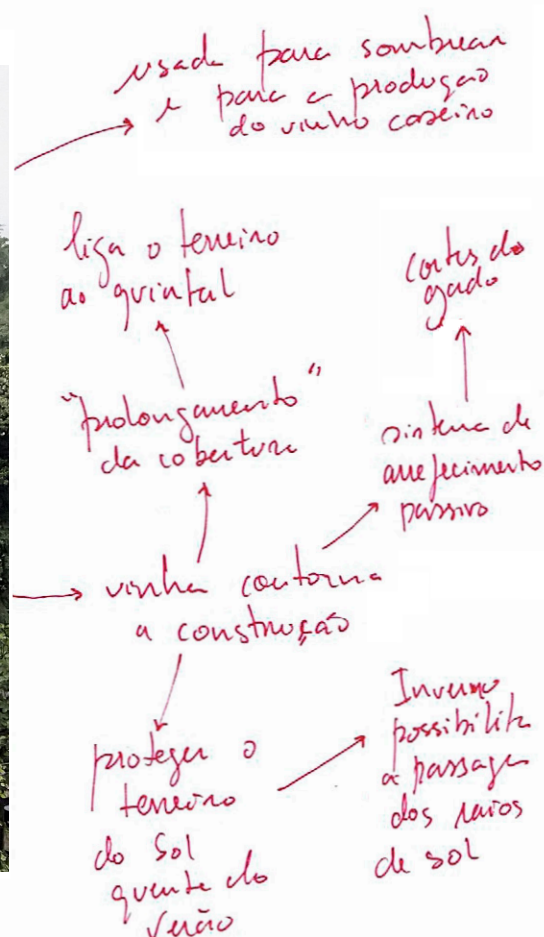 usada para sombrear
e para a produção
do vinho caseiro
liga o terreiro
ao quintal
cortes do
gado
"prolongamento"
da cobertura
sistema de
arrefecimento
passivo
vinha contorna
a construção
proteger o
terreiro
do Sol
quente do
Verão
Inverno
possibilita
a passagem
dos raios
de sol